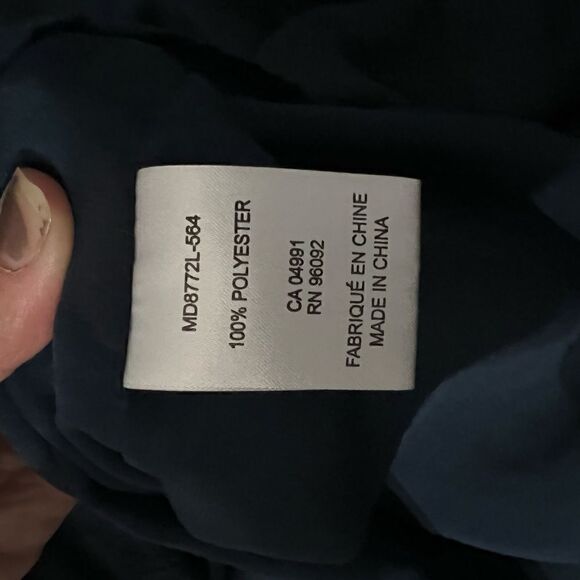 MD8772L-564
100% POLYESTER
CA 04991
RN 96092
FABRIQUÉ EN CHINE
MADE IN CHINA